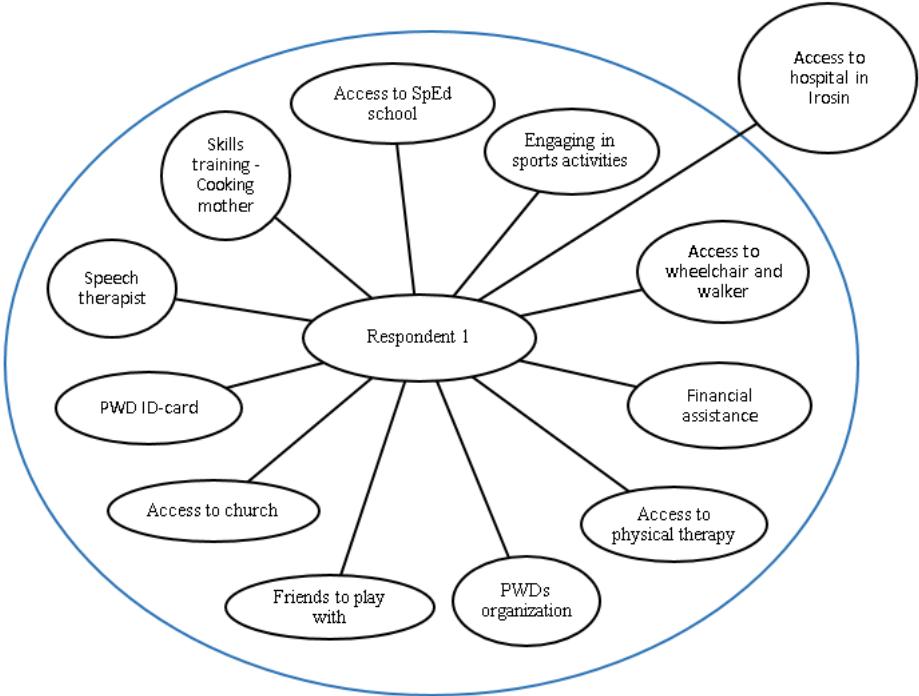 Access to
hospital in
Irosin
Access to SpEd
school
Engaging in
sports activities
Skills
training -
Cooking
mother
Access to
wheelchair and
walker
Speech
therapist
Respondent 1
PWD ID-card
Financial
assistance
Access to church
Access to
physical therapy
Friends to play
with
PWDs
organization